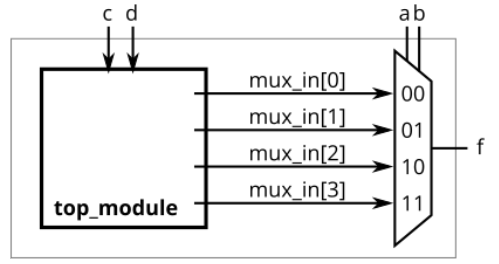 c d
a b
mux_in[0]
00
mux_in[1]
01
mux_in[2]
10
mux_in[3]
11
f
top_module